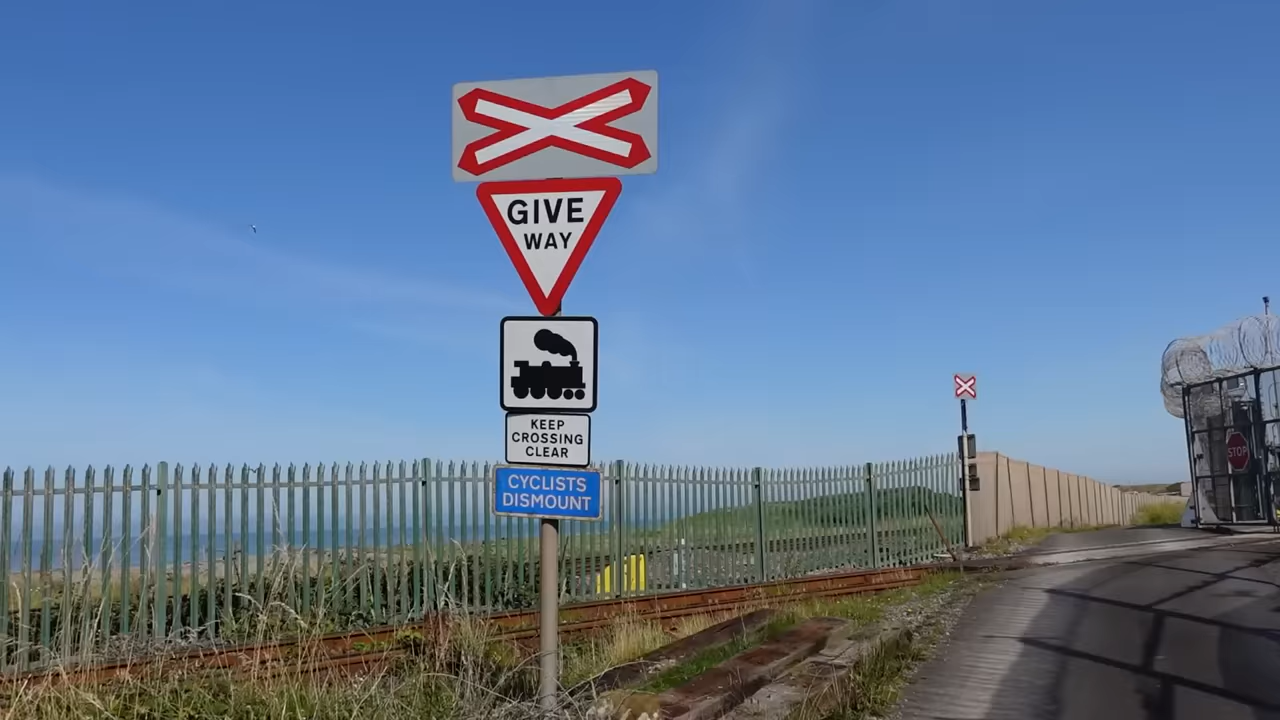 GIVE
WAY
KEEP
CROSSING
CLEAR
CYCLISTS
DISMOUNT
STOP